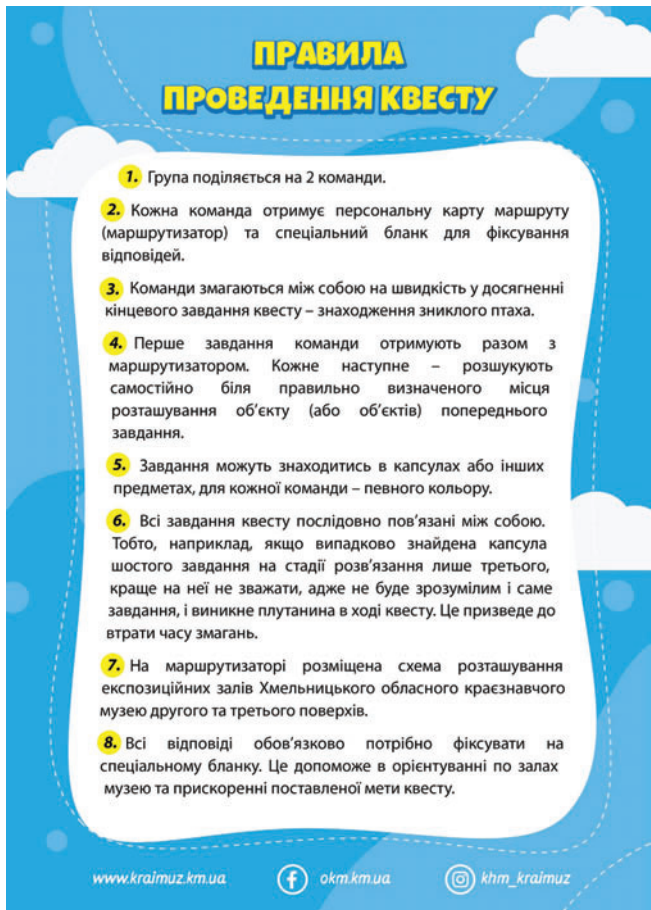 ПРАВИЛА
ПРОВЕДЕННЯ КВЕСТУ
1. Група поділяється на 2 команди.
2. Кожна команда отримує персональну карту маршруту
(маршрутизатор) та спеціальний бланк для фіксування
відповідей.
3. Команди змагаються між собою на швидкість у досягненні
кінцевого завдання квесту – знаходження зниклого птаха.
4. Перше завдання команди отримують разом з
маршрутизатором. Кожне наступне – розшукують
самостійно біля правильно визначеного місця
розташування об’єкту (або об’єктів) попереднього
завдання.
5. Завдання можуть знаходитись в капсулах або інших
предметах, для кожної команди – певного кольору.
6. Всі завдання квесту послідовно пов’язані між собою.
Тобто, наприклад, якщо випадково знайдена капсула
шостого завдання на стадії розв’язання лише третього,
краще на неї не зважати, адже не буде зрозумілим і саме
завдання, і виникне плутанина в ході квесту. Це призведе до
втрати часу змагань.
7. На маршрутизаторі розміщена схема розташування
експозиційних залів Хмельницького обласного краєзнавчого
музею другого та третього поверхів.
8. Всі відповіді обов’язково потрібно фіксувати на
спеціальному бланку. Це допоможе в орієнтуванні по залах
музею та прискоренні поставленої мети квесту.
www.kraimuz.km.ua okm.km.ua khm_kraimuz